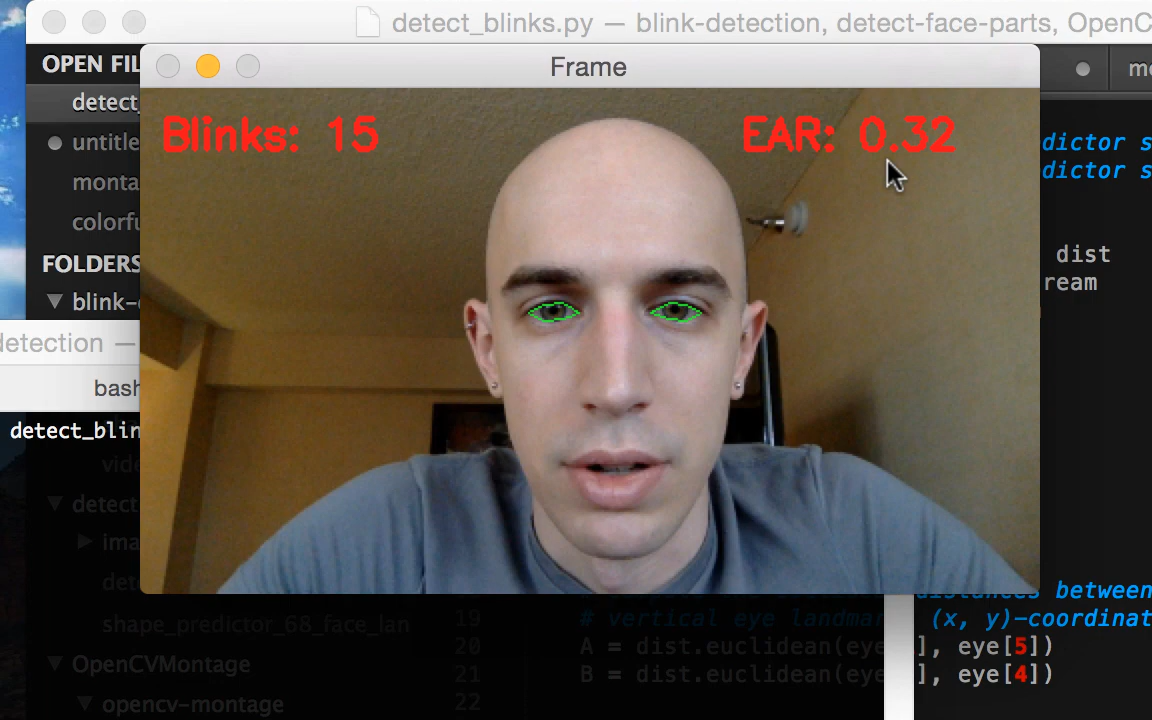 detect_blinks.py — blink-detection, detect-face-parts, OpenC
OPEN FIL
Frame
detect_
Blinks: 15
EAR: 0.32
untitle
dictor s
monta
dictor s
colorfu
dist
FOLDERS
ream
blink-
detection —
bash
detect_blin
vide
detect
ima
dete
distances between
shape_predictor_68_face_lan
19 # vertical eye landmar
(x, y)-coordinat
20 A = dist.euclidean(eye
], eye[5])
OpenCVMontage
21 B = dist.euclidean(eye
], eye[4])
opencv-montage
22